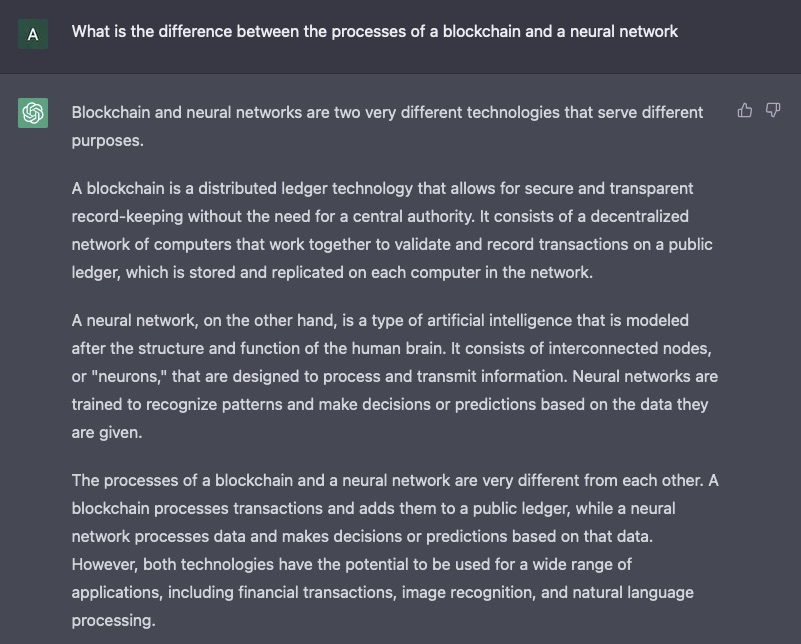 A
What is the difference between the processes of a blockchain and a neural network
Blockchain and neural networks are two very different technologies that serve different
purposes.
A blockchain is a distributed ledger technology that allows for secure and transparent
record-keeping without the need for a central authority. It consists of a decentralized
network of computers that work together to validate and record transactions on a public
ledger, which is stored and replicated on each computer in the network.
A neural network, on the other hand, is a type of artificial intelligence that is modeled
after the structure and function of the human brain. It consists of interconnected nodes,
or "neurons," that are designed to process and transmit information. Neural networks are
trained to recognize patterns and make decisions or predictions based on the data they
are given.
The processes of a blockchain and a neural network are very different from each other. A
blockchain processes transactions and adds them to a public ledger, while a neural
network processes data and makes decisions or predictions based on that data.
However, both technologies have the potential to be used for a wide range of
applications, including financial transactions, image recognition, and natural language
processing.